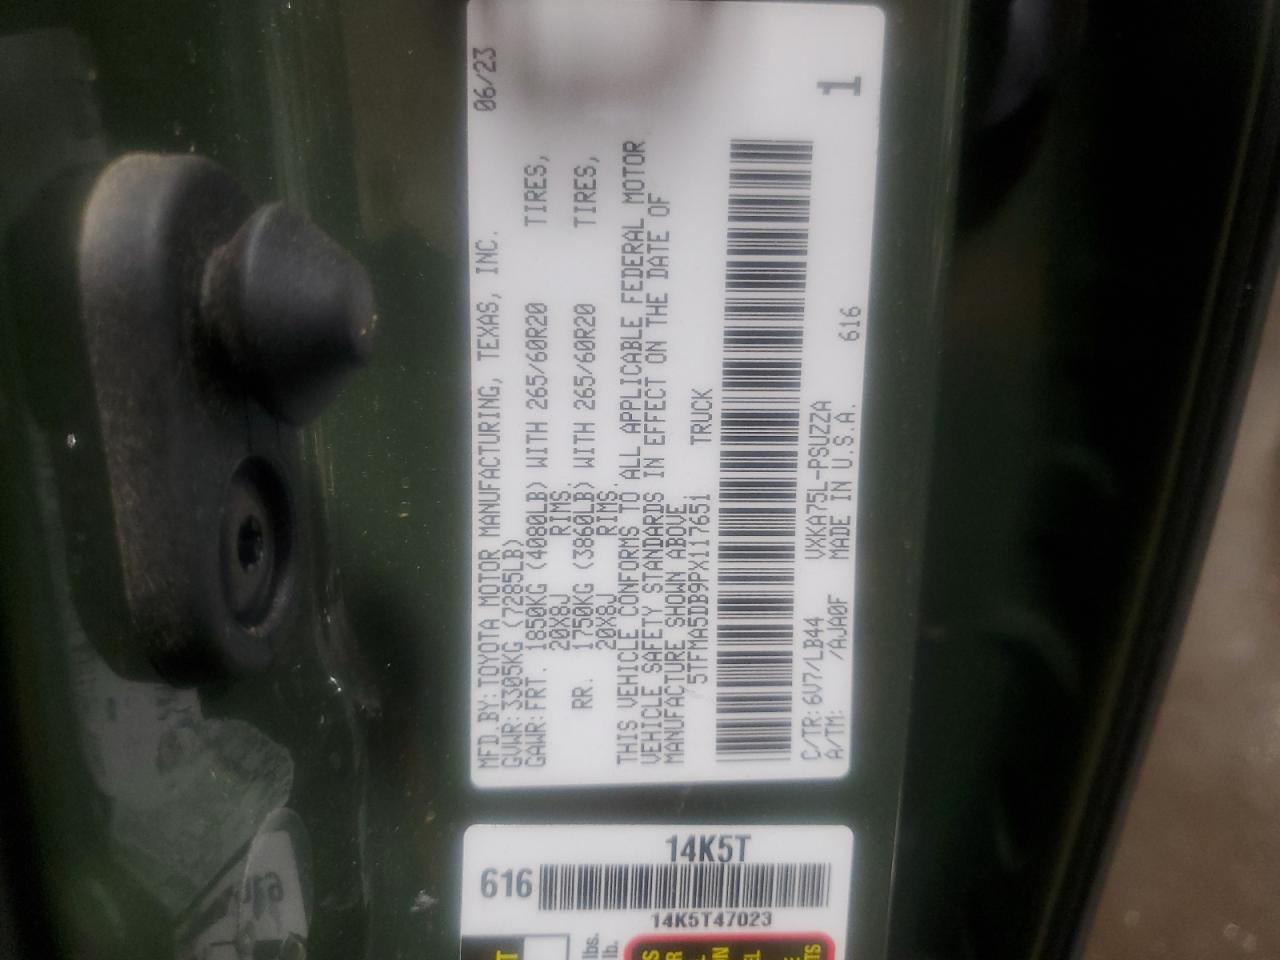 MFD.BY:TOYOTA MOTOR MANUFACTURING, TEXAS, INC. 06/23
GVWR:3305KG (7285LB)
GAWR:FRT. 1850KG (4080LB) WITH 265/60R20 TIRES,
20X8J RIMS.
RR. 1750KG (3860LB) WITH 265/60R20 TIRES,
20X8J RIMS.
THIS VEHICLE CONFORMS TO ALL APPLICABLE FEDERAL MOTOR
VEHICLE SAFETY STANDARDS IN EFFECT ON THE DATE OF
MANUFACTURE SHOWN ABOVE
5TFMA5DB9PX117651 TRUCK
C/TR:6V7/LB44 VXKA75L-PSUZZA
A/TM: /AJA0F MADE IN U.S.A. 616
1
14K5T
616
14K5T47023
lbs.
lb.